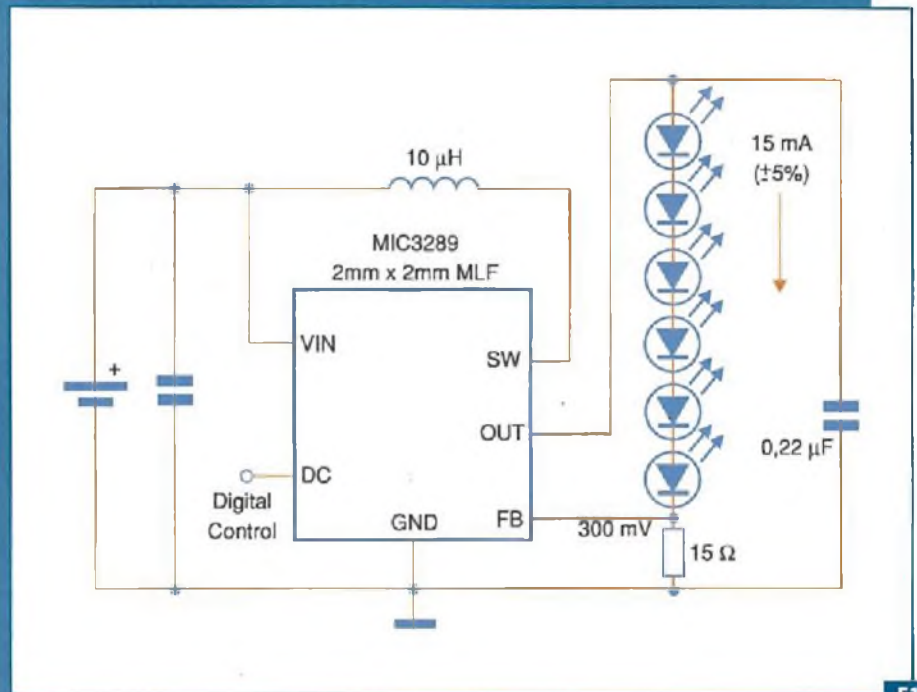 10 μH
15 mA
(±5%)
MIC3289
2mm x 2mm MLF
VIN
SW
+
OUT
0,22 μF
DC
Digital
Control
GND
FB
300 mV
15 Ω